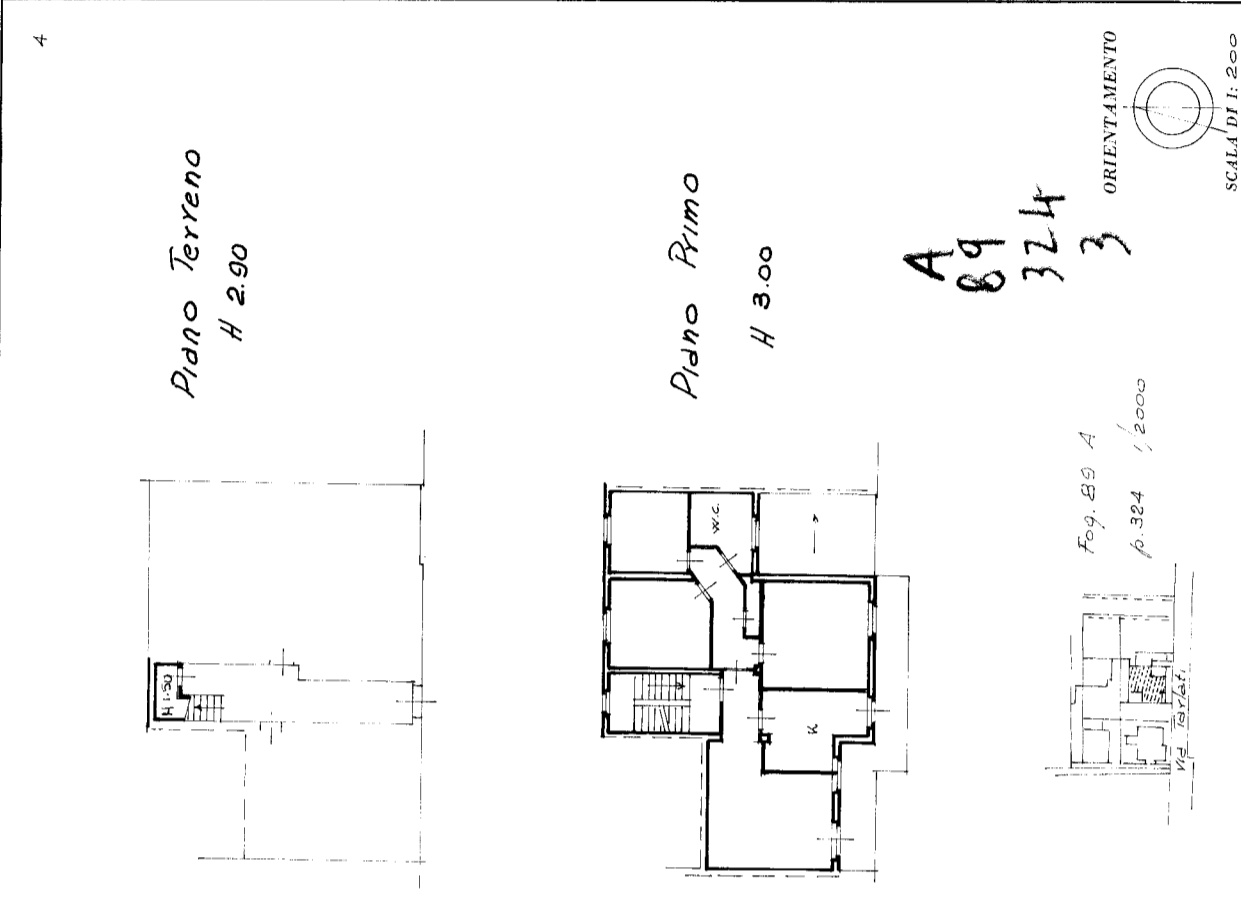 4
Piano Terreno
H 2.90
H 1.50
Piano Primo
H 3.00
W.C.
K
A
89
324
3
Fog. 89 A
p. 324 1/2000
Via Tarlati
ORIENTAMENTO
SCALA DI 1: 200